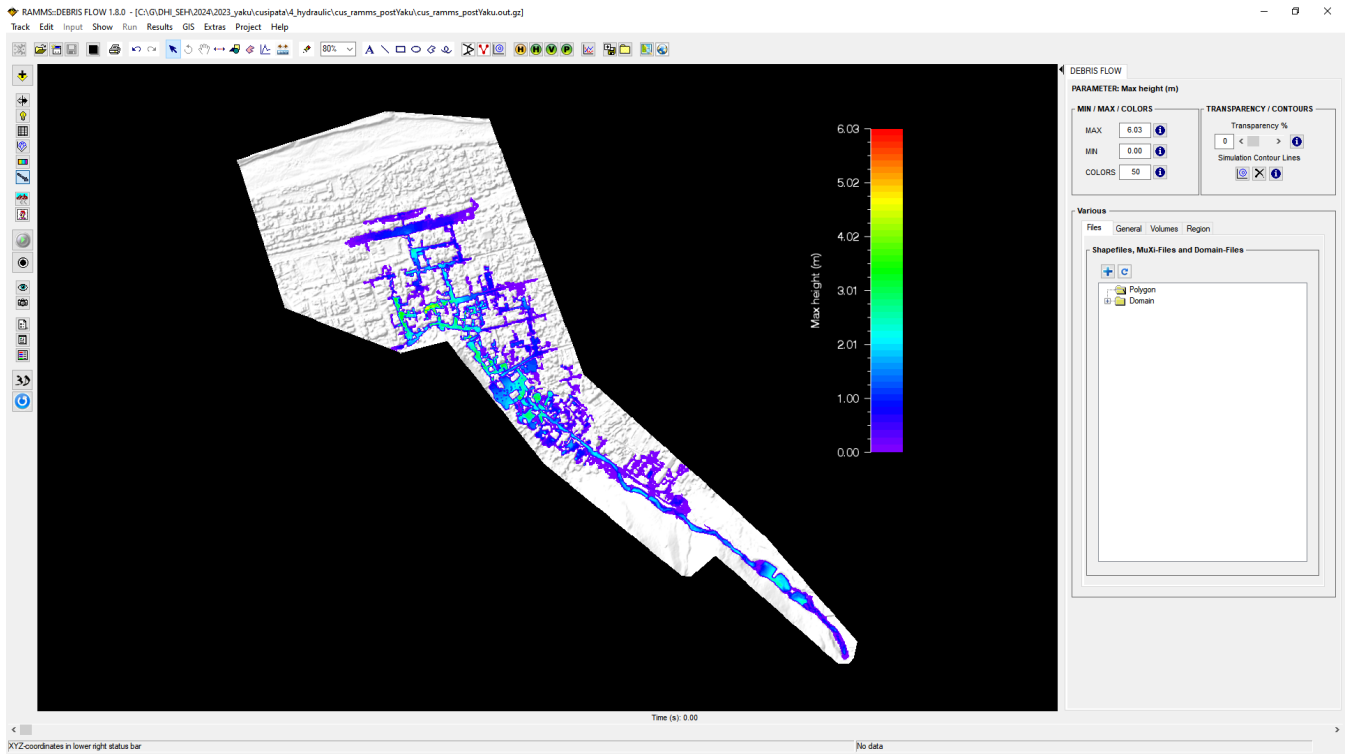 RAMMS::DEBRIS FLOW 1.8.0 - [C:\G\DHI_SEH\2024\2023_yaku\cusipata\4_hydraulic\cus_ramms_postYaku\cus_ramms_postYaku.out.gz]
Track Edit Input Show Run Results GIS Extras Project Help
80% A H H V P
DEBRIS FLOW
PARAMETER: Max height (m)
MIN / MAX / COLORS TRANSPARENCY / CONTOURS
MAX 6.03 Transparency %
0
MIN 0.00 Simulation Contour Lines
COLORS 50
Various
Files General Volumes Region
Shapefiles, MuXi-Files and Domain-Files
Polygon
Domain
6.03
5.02
4.02
3.01
2.01
1.00
0.00
Max height (m)
3D
Time (s): 0.00
XYZ-coordinates in lower right status bar No data